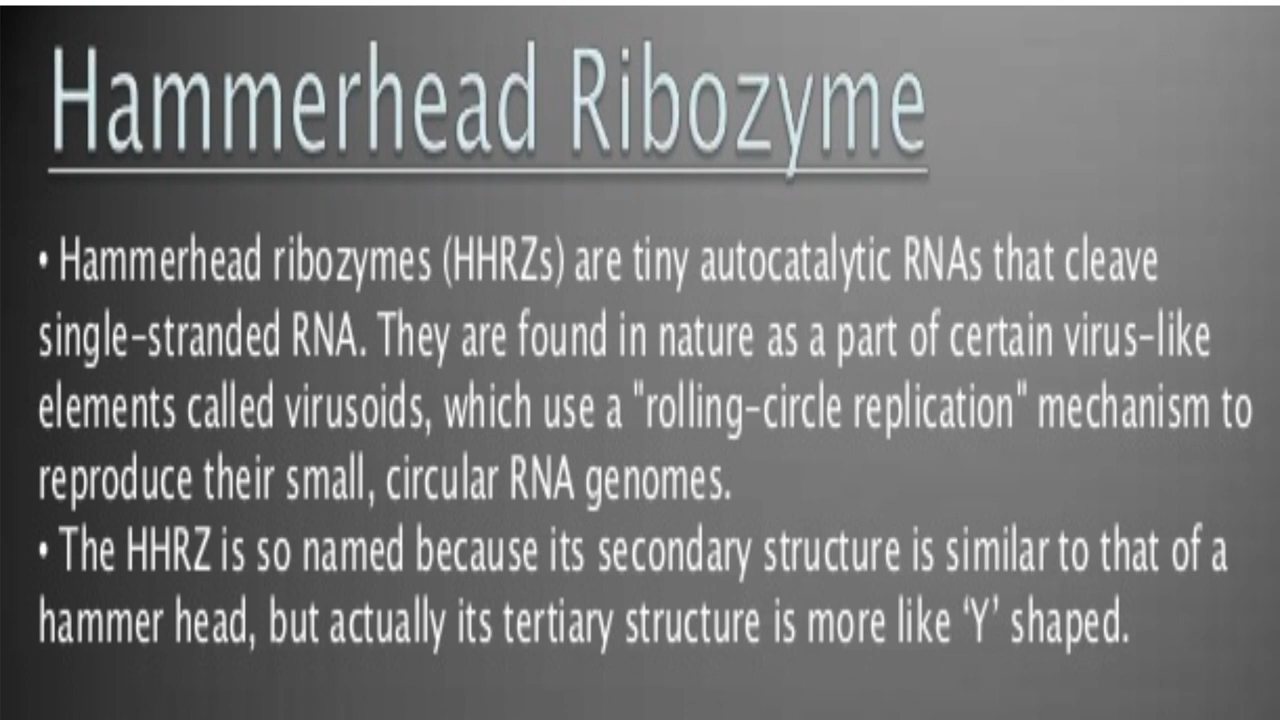 Hammerhead Ribozyme
• Hammerhead ribozymes (HHRZs) are tiny autocatalytic RNAs that cleave
single-stranded RNA. They are found in nature as a part of certain virus-like
elements called virusoids, which use a "rolling-circle replication" mechanism to
reproduce their small, circular RNA genomes.
• The HHRZ is so named because its secondary structure is similar to that of a
hammer head, but actually its tertiary structure is more like ‘Y’ shaped.